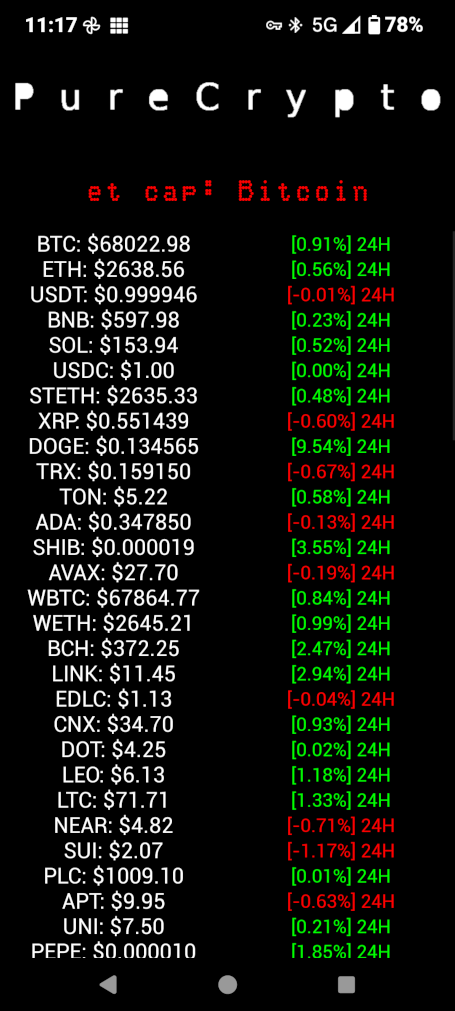 11:17 5G 78%
PureCrypto
et cap: Bitcoin
BTC: $68022.98 [0.91%] 24H
ETH: $2638.56 [0.56%] 24H
USDT: $0.999946 [-0.01%] 24H
BNB: $597.98 [0.23%] 24H
SOL: $153.94 [0.52%] 24H
USDC: $1.00 [0.00%] 24H
STETH: $2635.33 [0.48%] 24H
XRP: $0.551439 [-0.60%] 24H
DOGE: $0.134565 [9.54%] 24H
TRX: $0.159150 [-0.67%] 24H
TON: $5.22 [0.58%] 24H
ADA: $0.347850 [-0.13%] 24H
SHIB: $0.000019 [3.55%] 24H
AVAX: $27.70 [-0.19%] 24H
WBTC: $67864.77 [0.84%] 24H
WETH: $2645.21 [0.99%] 24H
BCH: $372.25 [2.47%] 24H
LINK: $11.45 [2.94%] 24H
EDLC: $1.13 [-0.04%] 24H
CNX: $34.70 [0.93%] 24H
DOT: $4.25 [0.02%] 24H
LEO: $6.13 [1.18%] 24H
LTC: $71.71 [1.33%] 24H
NEAR: $4.82 [-0.71%] 24H
SUI: $2.07 [-1.17%] 24H
PLC: $1009.10 [0.01%] 24H
APT: $9.95 [-0.63%] 24H
UNI: $7.50 [0.21%] 24H
PEPE: $0.000010 [1.85%] 24H